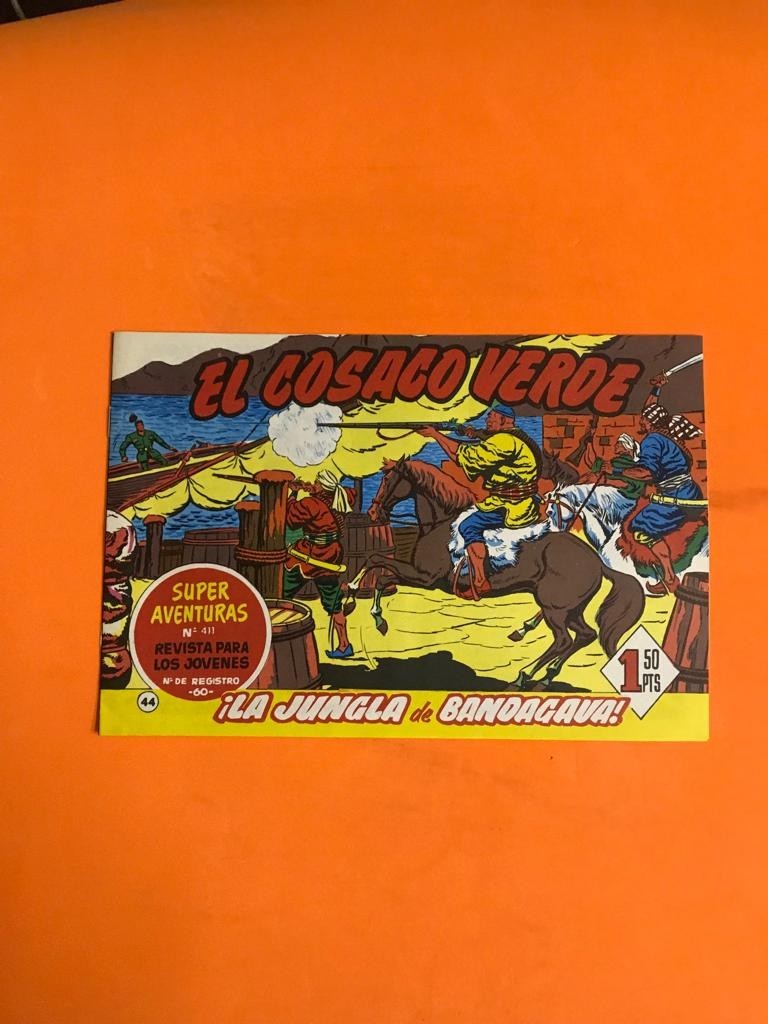 EL COSACO VERDE
SUPER
AVENTURAS
Nº 411
REVISTA PARA
LOS JOVENES
Nº DE REGISTRO
-60-
1 50
PTS
44
¡LA JUNGLA de BANDAGAVA!